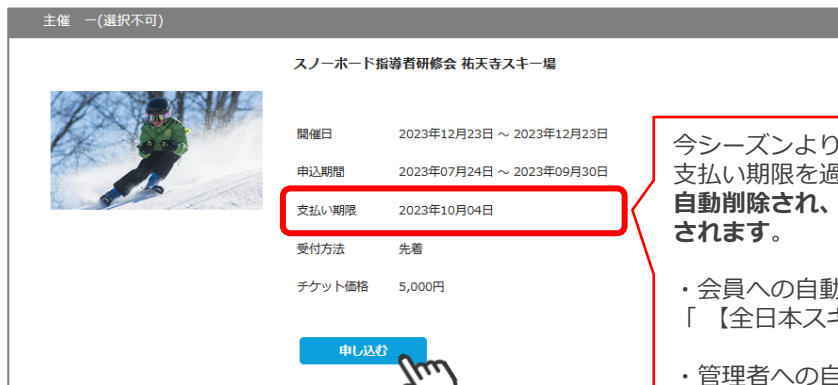 主催　ー(選択不可)
スノーボード指導者研修会 祐天寺スキー場
開催日　2023年12月23日 ～ 2023年12月23日
申込期間　2023年07月24日 ～ 2023年09月30日
支払い期限　2023年10月04日
受付方法　先着
チケット価格　5,000円
申し込む
今シーズンより
支払い期限を過
自動削除され、
されます。
・会員への自動
「 【全日本スキ
・管理者への自